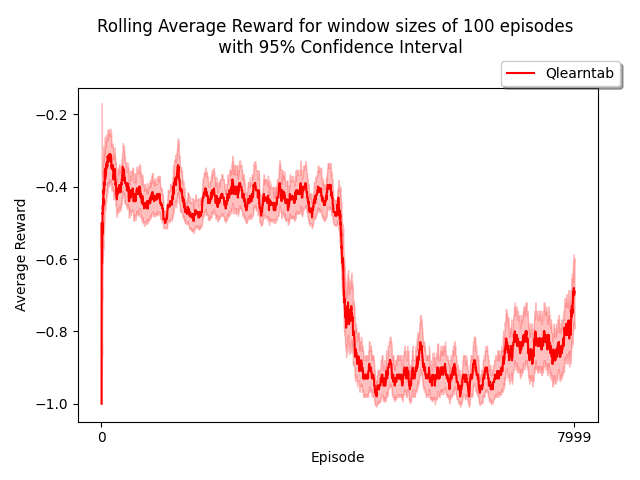 Rolling Average Reward for window sizes of 100 episodes
with 95% Confidence Interval
Qlearntab
−0.2
−0.4
−0.6
−0.8
−1.0
Average Reward
0
7999
Episode